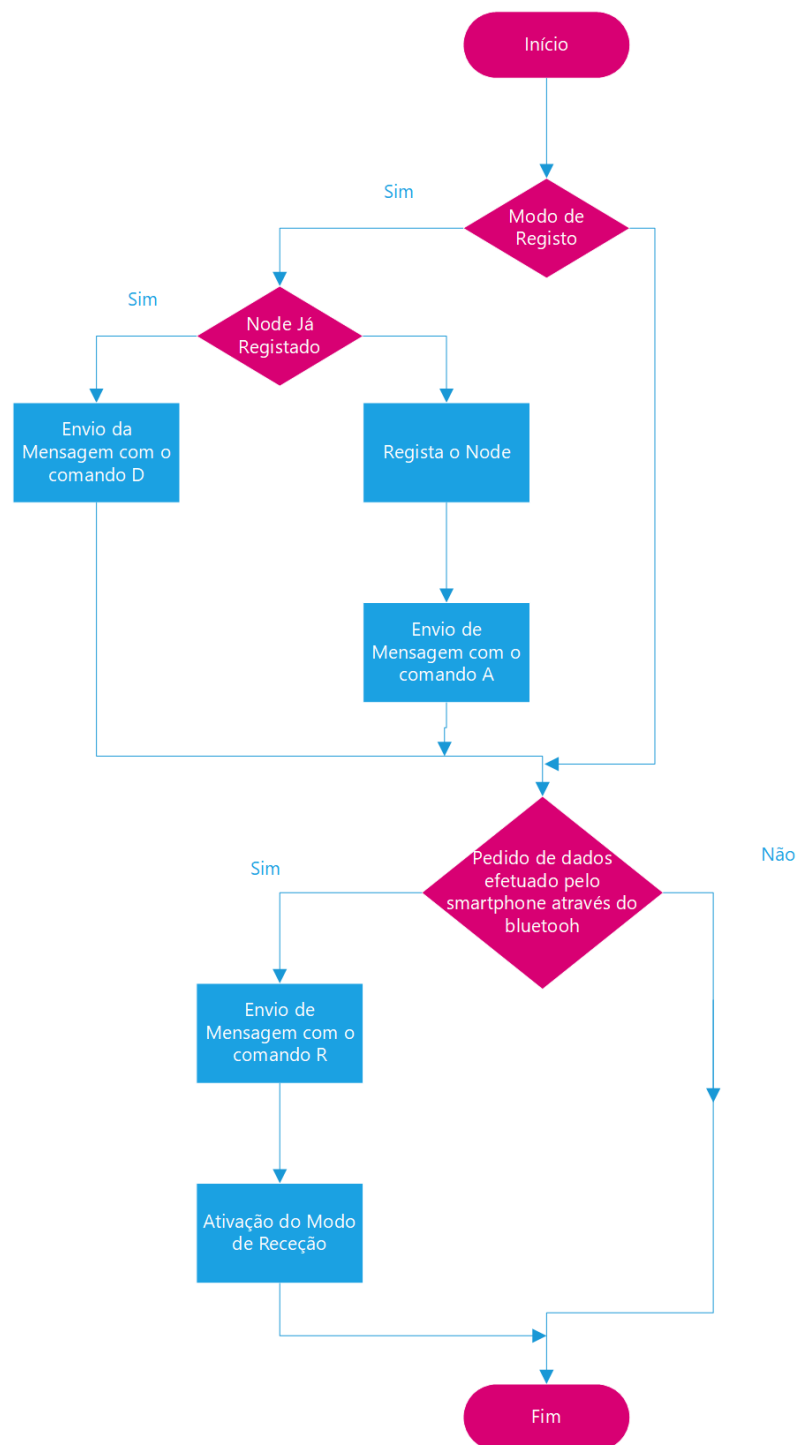 Início
Sim
Modo de
Registo
Sim
Node Já
Registado
Envio da
Mensagem com o
comando D
Regista o Node
Envio de
Mensagem com o
comando A
Pedido de dados
efetuado pelo
smartphone através do
bluetooh
Não
Sim
Envio de
Mensagem com o
comando R
Ativação do Modo
de Receção
Fim